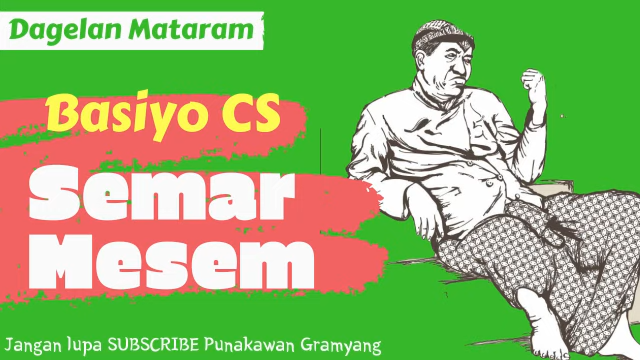 Dagelan Mataram
Basiyo CS
Semar
Mesem
Jangan lupa SUBSCRIBE Punakawan Gramyang